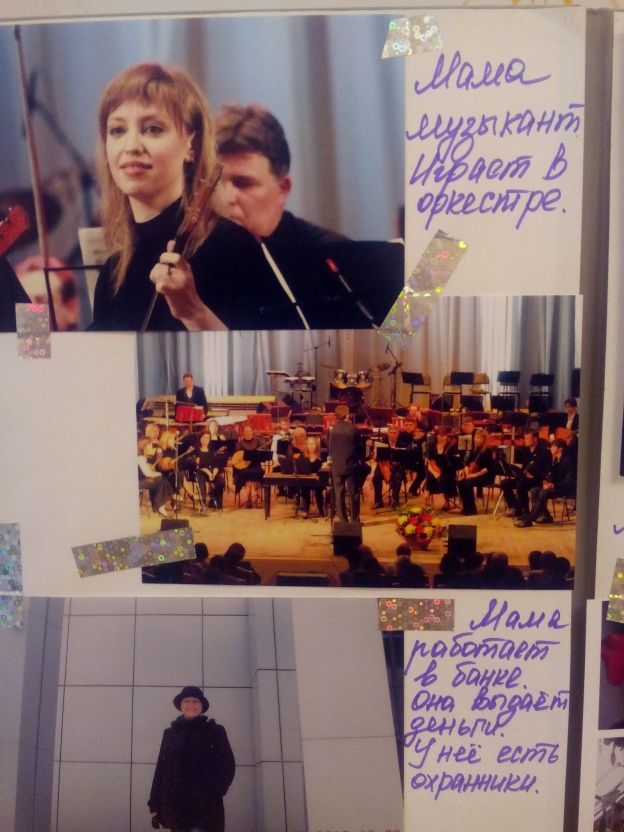 Мама
музыкант.
Играет в
оркестре.
Мама
работает
в банке.
Она выдаёт
деньги.
У неё есть
охранники.